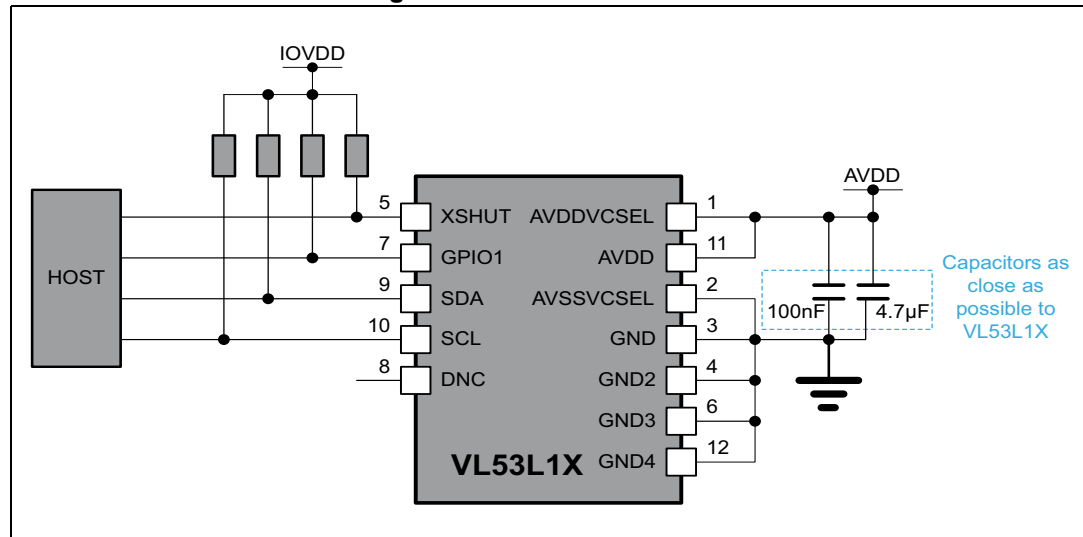 IOVDD
AVDD
HOST
5
XSHUT
AVDDVCSEL
1
7
GPIO1
AVDD
11
9
SDA
AVSSVCSEL
2
10
SCL
GND
3
8
DNC
GND2
4
GND3
6
GND4
12
VL53L1X
100nF
4.7µF
Capacitors as
close as
possible to
VL53L1X